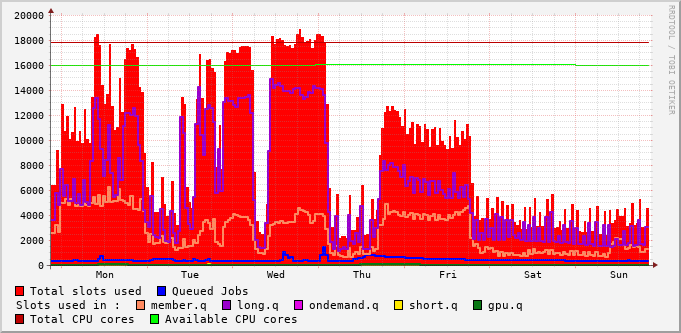 RRDTOOL / TOBI OETIKER
20000
18000
16000
14000
12000
10000
8000
6000
4000
2000
0
Mon Tue Wed Thu Fri Sat Sun
Total slots used Queued Jobs
Slots used in : member.q long.q ondemand.q short.q gpu.q
Total CPU cores Available CPU cores